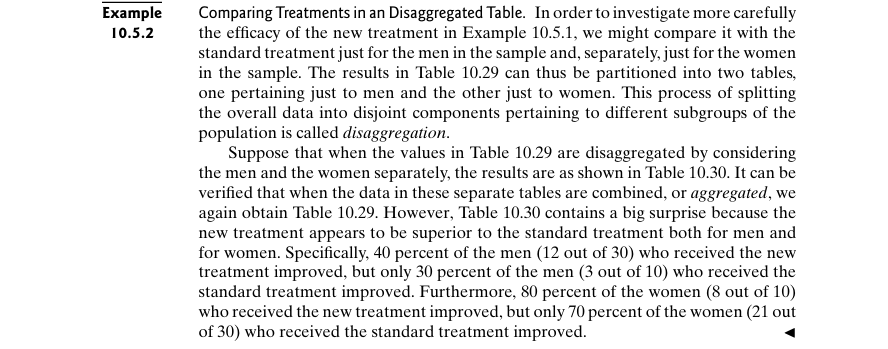 Example
10.5.2
Comparing Treatments in an Disaggregated Table. In order to investigate more carefully
the efficacy of the new treatment in Example 10.5.1, we might compare it with the
standard treatment just for the men in the sample and, separately, just for the women
in the sample. The results in Table 10.29 can thus be partitioned into two tables,
one pertaining just to men and the other just to women. This process of splitting
the overall data into disjoint components pertaining to different subgroups of the
population is called disaggregation.
Suppose that when the values in Table 10.29 are disaggregated by considering
the men and the women separately, the results are as shown in Table 10.30. It can be
verified that when the data in these separate tables are combined, or aggregated, we
again obtain Table 10.29. However, Table 10.30 contains a big surprise because the
new treatment appears to be superior to the standard treatment both for men and
for women. Specifically, 40 percent of the men (12 out of 30) who received the new
treatment improved, but only 30 percent of the men (3 out of 10) who received the
standard treatment improved. Furthermore, 80 percent of the women (8 out of 10)
who received the new treatment improved, but only 70 percent of the women (21 out
of 30) who received the standard treatment improved. ◄